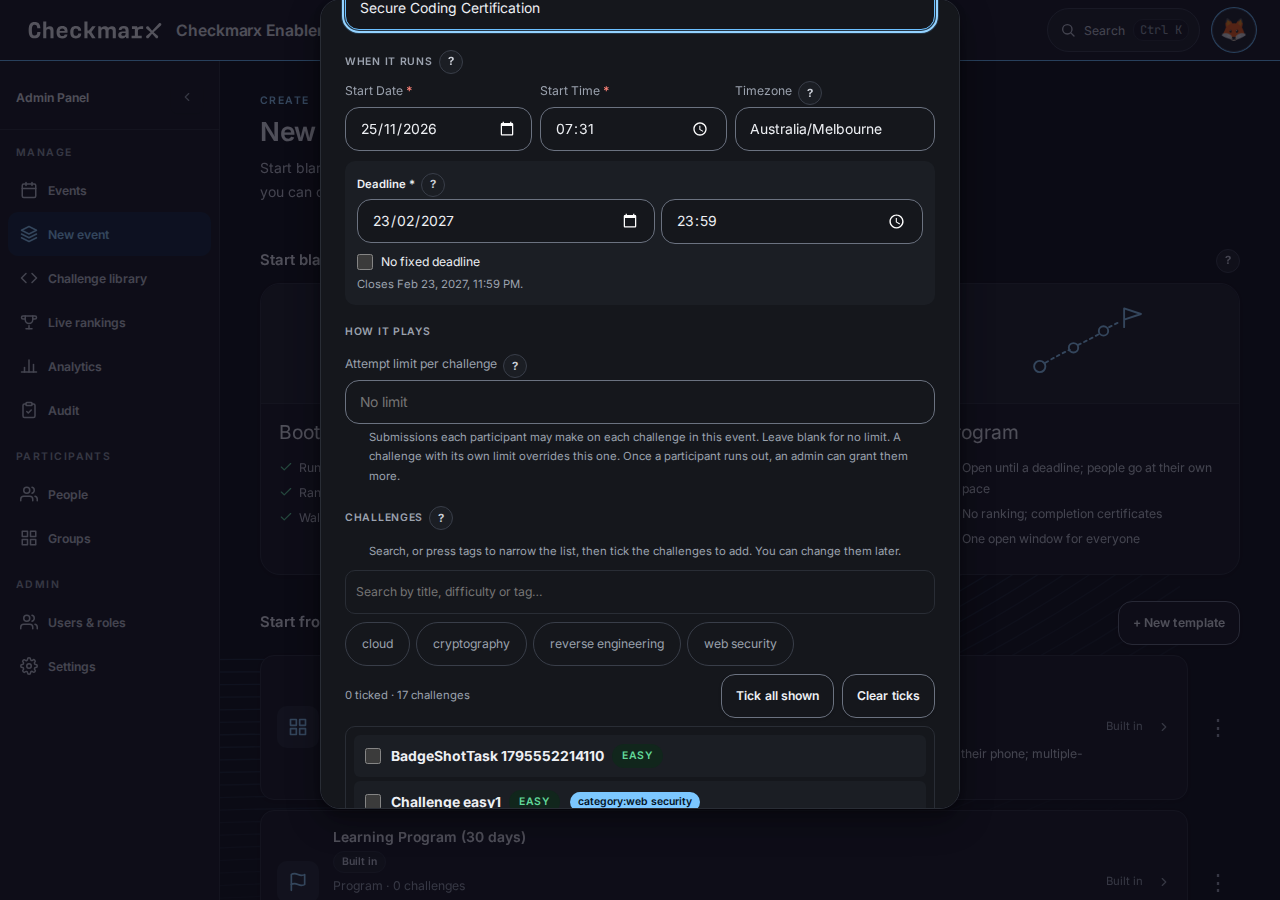 Checkmarx
Checkmarx Enabler
Search Ctrl K
Admin Panel
MANAGE
Events
New event
Challenge library
Live rankings
Analytics
Audit
PARTICIPANTS
People
Groups
ADMIN
Users & roles
Settings
CREATE
New
Start blan
you can c
Start bla
?
Boot
Run
Ran
Wal
rogram
Open until a deadline; people go at their own
pace
No ranking; completion certificates
One open window for everyone
Start fro
+ New template
Built in
their phone; multiple-
Learning Program (30 days)
Built in
Program · 0 challenges
Built in
Secure Coding Certification
WHEN IT RUNS ?
Start Date * Start Time * Timezone ?
25/11/2026 07:31 Australia/Melbourne
Deadline * ?
23/02/2027 23:59
No fixed deadline
Closes Feb 23, 2027, 11:59 PM.
HOW IT PLAYS
Attempt limit per challenge ?
No limit
Submissions each participant may make on each challenge in this event. Leave blank for no limit. A
challenge with its own limit overrides this one. Once a participant runs out, an admin can grant them
more.
CHALLENGES ?
Search, or press tags to narrow the list, then tick the challenges to add. You can change them later.
Search by title, difficulty or tag...
cloud cryptography reverse engineering web security
0 ticked · 17 challenges Tick all shown Clear ticks
BadgeShotTask 1795552214110 EASY
Challenge easy1 EASY category:web security